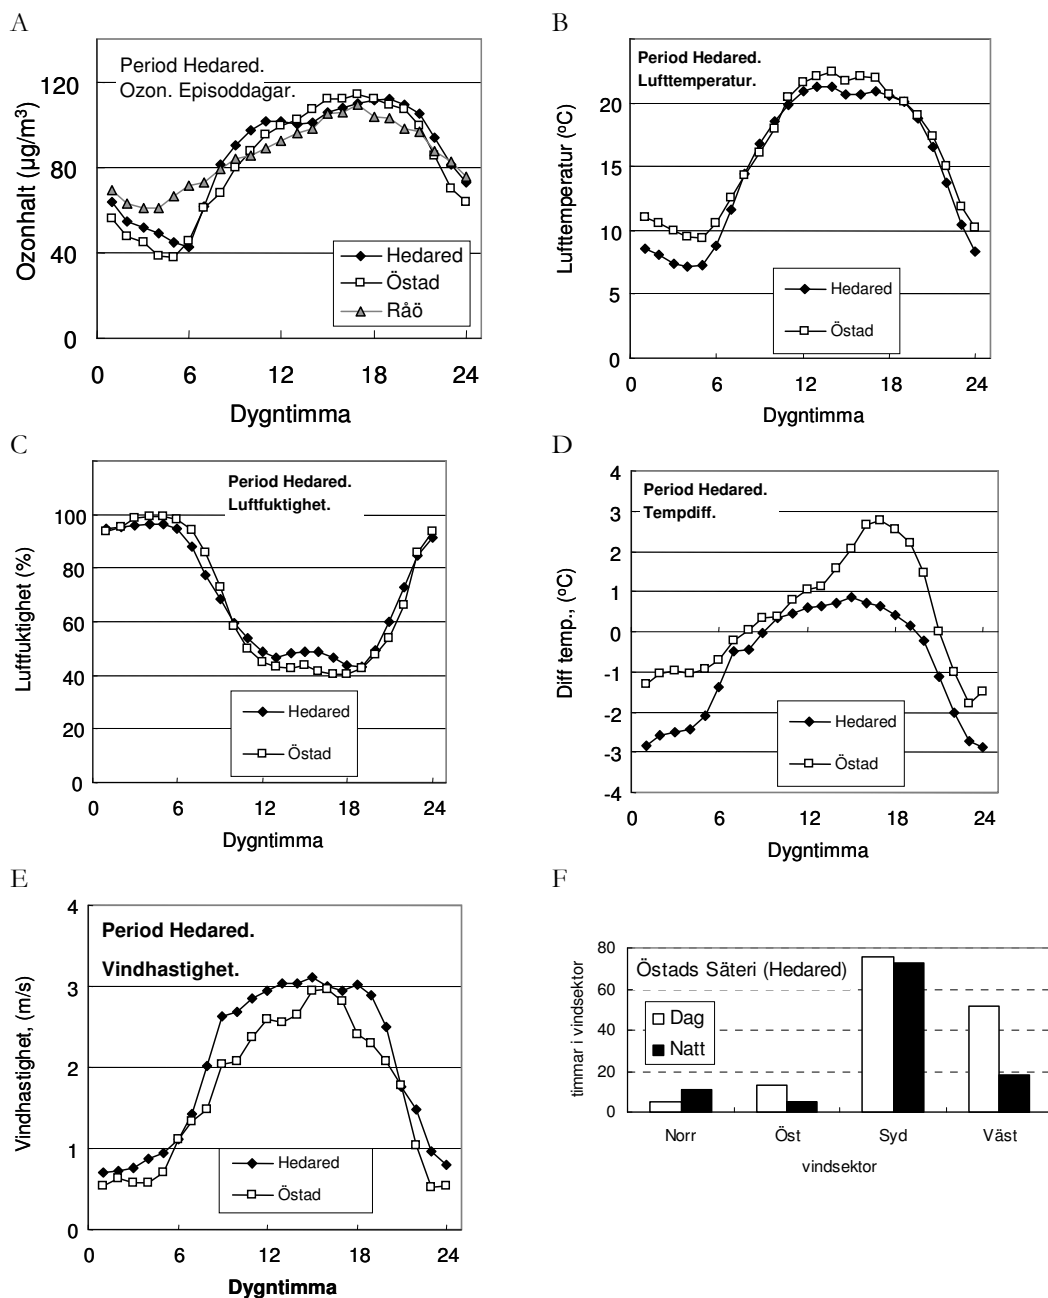 A
Period Hedared.
Ozon. Episoddagar.
Ozonhalt (µg/m³)
120
80
40
0
Hedared
Östad
Råö
0 6 12 18 24
Dygntimma
B
Period Hedared.
Lufttemperatur.
Lufttemperatur (ºC)
20
15
10
5
0
Hedared
Östad
0 6 12 18 24
Dygntimma
C
Period Hedared.
Luftfuktighet.
Luftfuktighet (%)
100
80
60
40
20
0
Hedared
Östad
0 6 12 18 24
Dygntimma
D
Period Hedared.
Tempdiff.
Diff temp., (ºC)
4
3
2
1
0
-1
-2
-3
-4
Hedared
Östad
0 6 12 18 24
Dygntimma
E
Period Hedared.
Vindhastighet.
Vindhastighet, (m/s)
4
3
2
1
0
Hedared
Östad
0 6 12 18 24
Dygntimma
F
Östads Säteri (Hedared)
timmar i vindsektor
80
60
40
20
0
Dag
Natt
Norr Öst Syd Väst
vindsektor